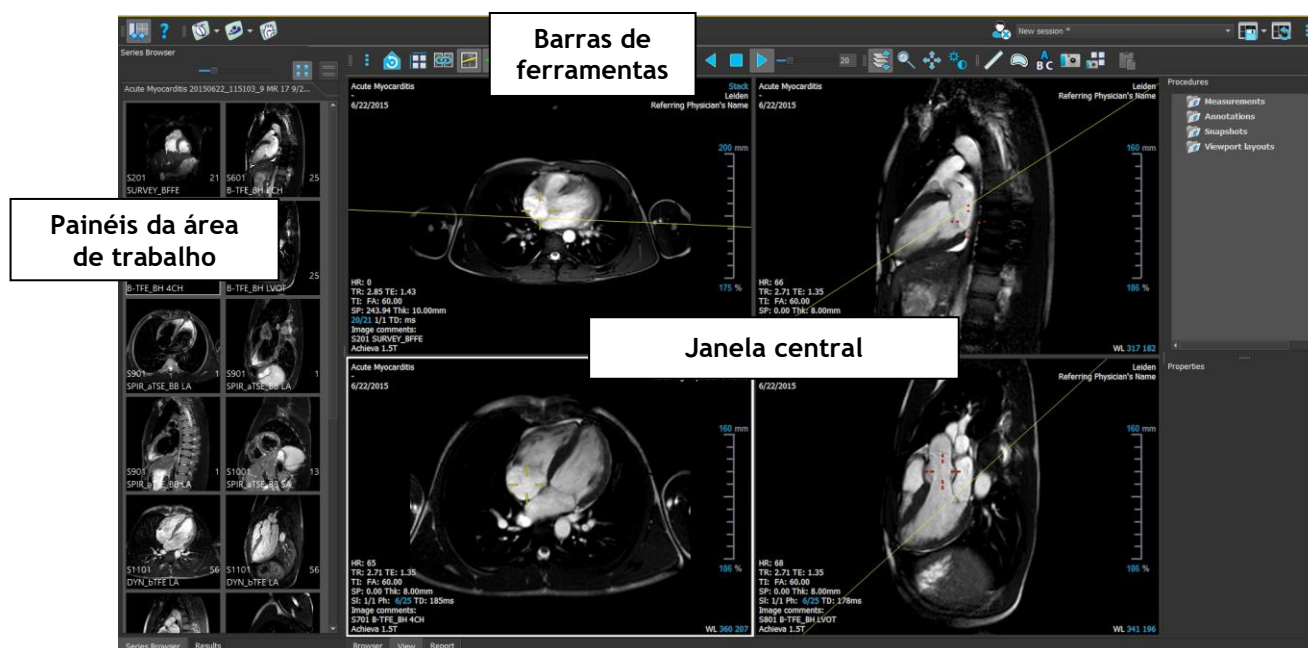 New session *
Series Browser
Acute Myocarditis 20150622_115103_9 MR 17 9/2...
S201 21
SURVEY_BFFE
S601 25
B-TFE_BH 2CH
25
B-TFE_BH 4CH
B-TFE_BH LVOT
S901 1
SPIR_aTSE_BB LA
S901 1
SPIR_aTSE_BB LA
S901 1
SPIR_aTSE_BB LA
S1001 13
SPIR_aTSE_BB SA
S1101 56
DYN_bTFE LA
S1101 56
DYN_bTFE LA
Series Browser Results
Painéis da área
de trabalho
Barras de
ferramentas
20
A
B C
Acute Myocarditis
-
6/22/2015
Stack
Leiden
Referring Physician's Name
200 mm
175 %
HR: 0
TR: 2.85 TE: 1.43
TI: FA: 60.00
SP: 243.94 Thk: 10.00mm
20/21 1/1 TD: ms
Image comments:
S201 SURVEY_BFFE
Achieva 1.5T
Acute Myocarditis
-
6/22/2015
Leiden
Referring Physician's Name
160 mm
186 %
HR: 66
TR: 2.71 TE: 1.35
TI: FA: 60.00
SP: 0.00 Thk: 8.00mm
WL 317 182
Janela central
Acute Myocarditis
-
6/22/2015
160 mm
186 %
HR: 65
TR: 2.71 TE: 1.35
TI: FA: 60.00
SP: 0.00 Thk: 8.00mm
Sl: 1/1 Ph: 6/25 TD: 185ms
Image comments:
S701 B-TFE_BH 4CH
Achieva 1.5T
WL 360 207
Acute Myocarditis
-
6/22/2015
Leiden
Referring Physician's Name
160 mm
186 %
HR: 68
TR: 2.71 TE: 1.35
TI: FA: 60.00
SP: 0.00 Thk: 8.00mm
Sl: 1/1 Ph: 6/25 TD: 178ms
Image comments:
S801 B-TFE_BH LVOT
Achieva 1.5T
WL 341 196
Browser View Report
Procedures
Measurements
Annotations
Snapshots
Viewport layouts
Properties